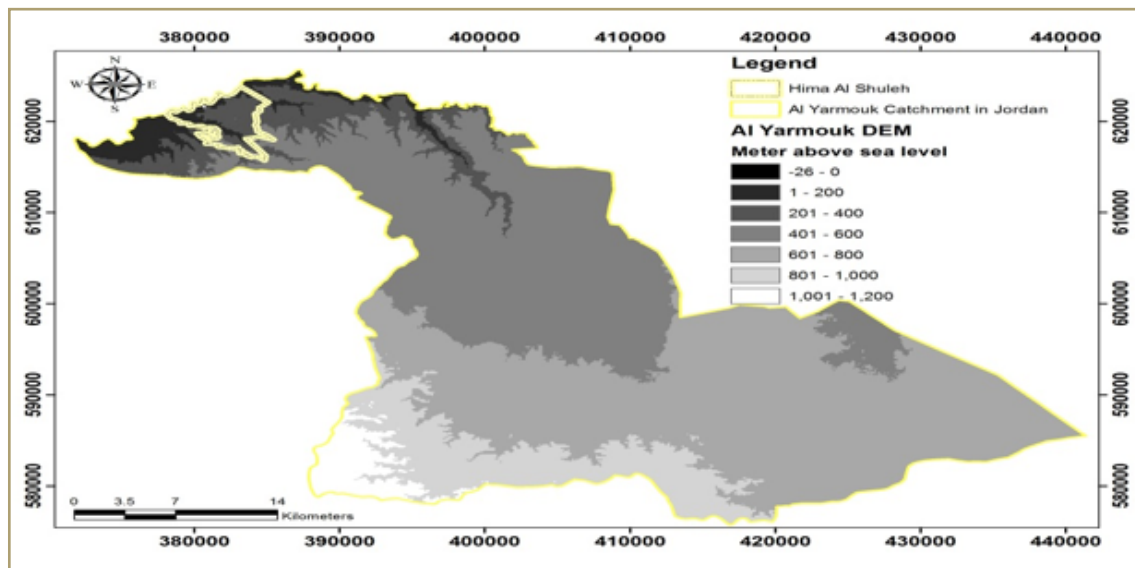 380000 390000 400000 410000 420000 430000 440000
N
W E
S
Legend
Hima Al Shuleh
Al Yarmouk Catchment in Jordan
Al Yarmouk DEM
Meter above sea level
-26 - 0
1 - 200
201 - 400
401 - 600
601 - 800
801 - 1,000
1,001 - 1,200
620000
610000
600000
590000
580000
620000
610000
600000
590000
580000
0 3.5 7 14
Kilometers
380000 390000 400000 410000 420000 430000 440000